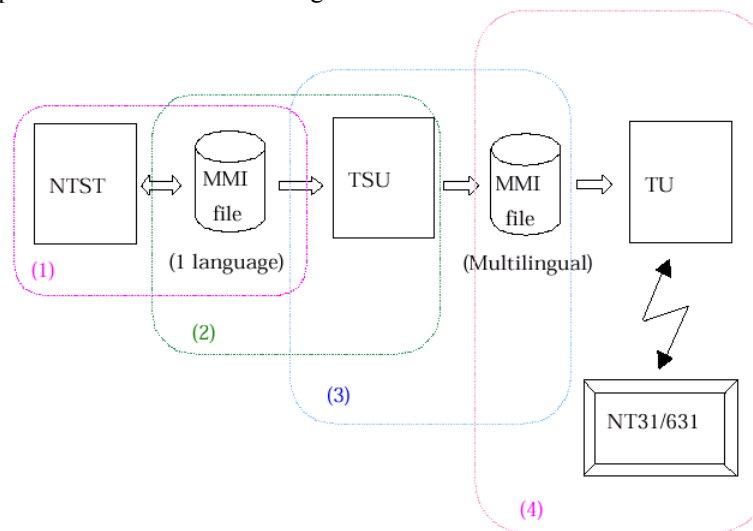 NTST
MMI
file
(1 language)
TSU
MMI
file
(Multilingual)
TU
(1)
(2)
(3)
NT31/631
(4)